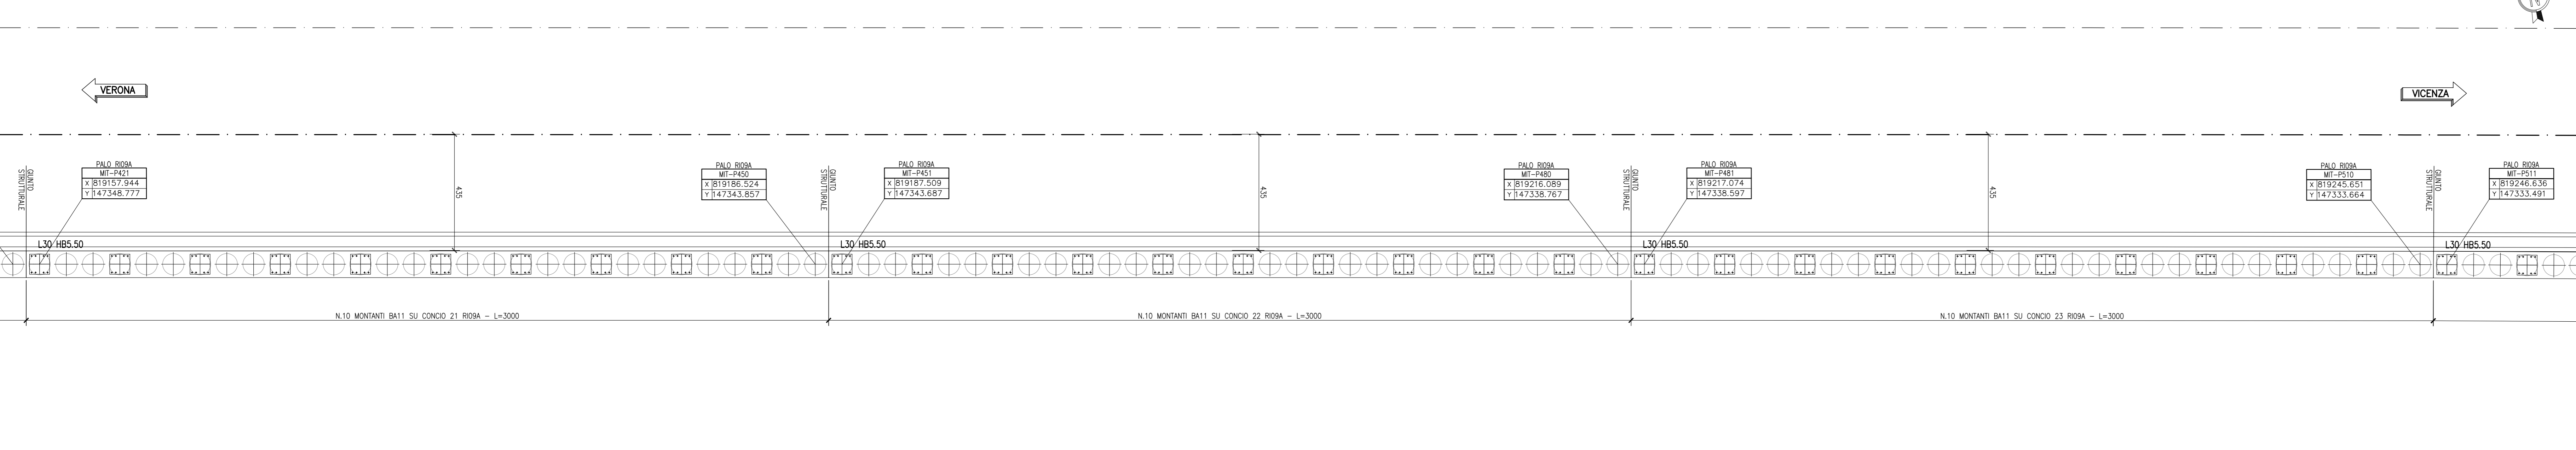 N
VERONA
VICENZA
GIUNTO
STRUTTURALE
PALO RI09A
MIT-P421
X 819157.944
Y 147348.777
435
PALO RI09A
MIT-P450
X 819186.524
Y 147343.857
GIUNTO
STRUTTURALE
PALO RI09A
MIT-P451
X 819187.509
Y 147343.687
435
PALO RI09A
MIT-P480
X 819216.089
Y 147338.767
GIUNTO
STRUTTURALE
PALO RI09A
MIT-P481
X 819217.074
Y 147338.597
435
PALO RI09A
MIT-P510
X 819245.651
Y 147333.664
GIUNTO
STRUTTURALE
PALO RI09A
MIT-P511
X 819246.636
Y 147333.491
L30 HB5.50
L30 HB5.50
L30 HB5.50
L30 HB5.50
N.10 MONTANTI BA11 SU CONCIO 21 RI09A - L=3000
N.10 MONTANTI BA11 SU CONCIO 22 RI09A - L=3000
N.10 MONTANTI BA11 SU CONCIO 23 RI09A - L=3000